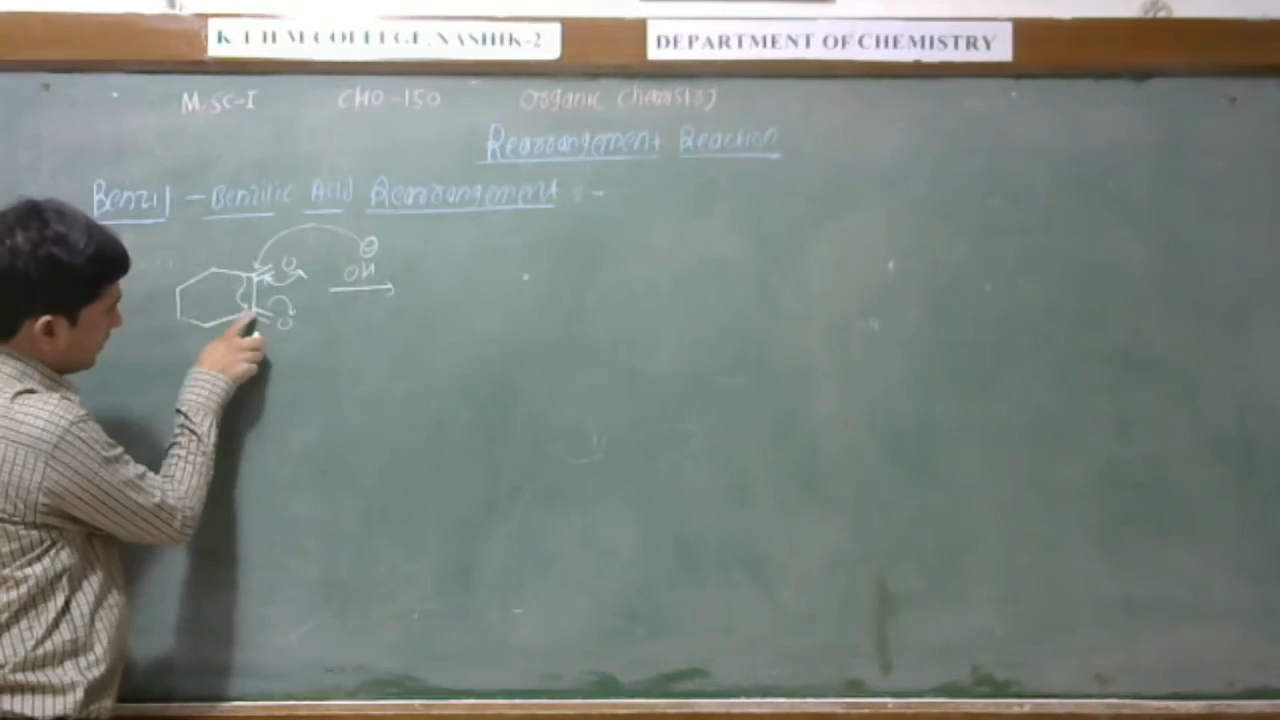 K T H M COLLEGE, NASHIK-2
DEPARTMENT OF CHEMISTRY
M.Sc-I CHO-150 Organic Chemistry
Rearrangement Reaction
Benzil - Benzilic Acid Rearrangement :-
O
⊖
OH
O